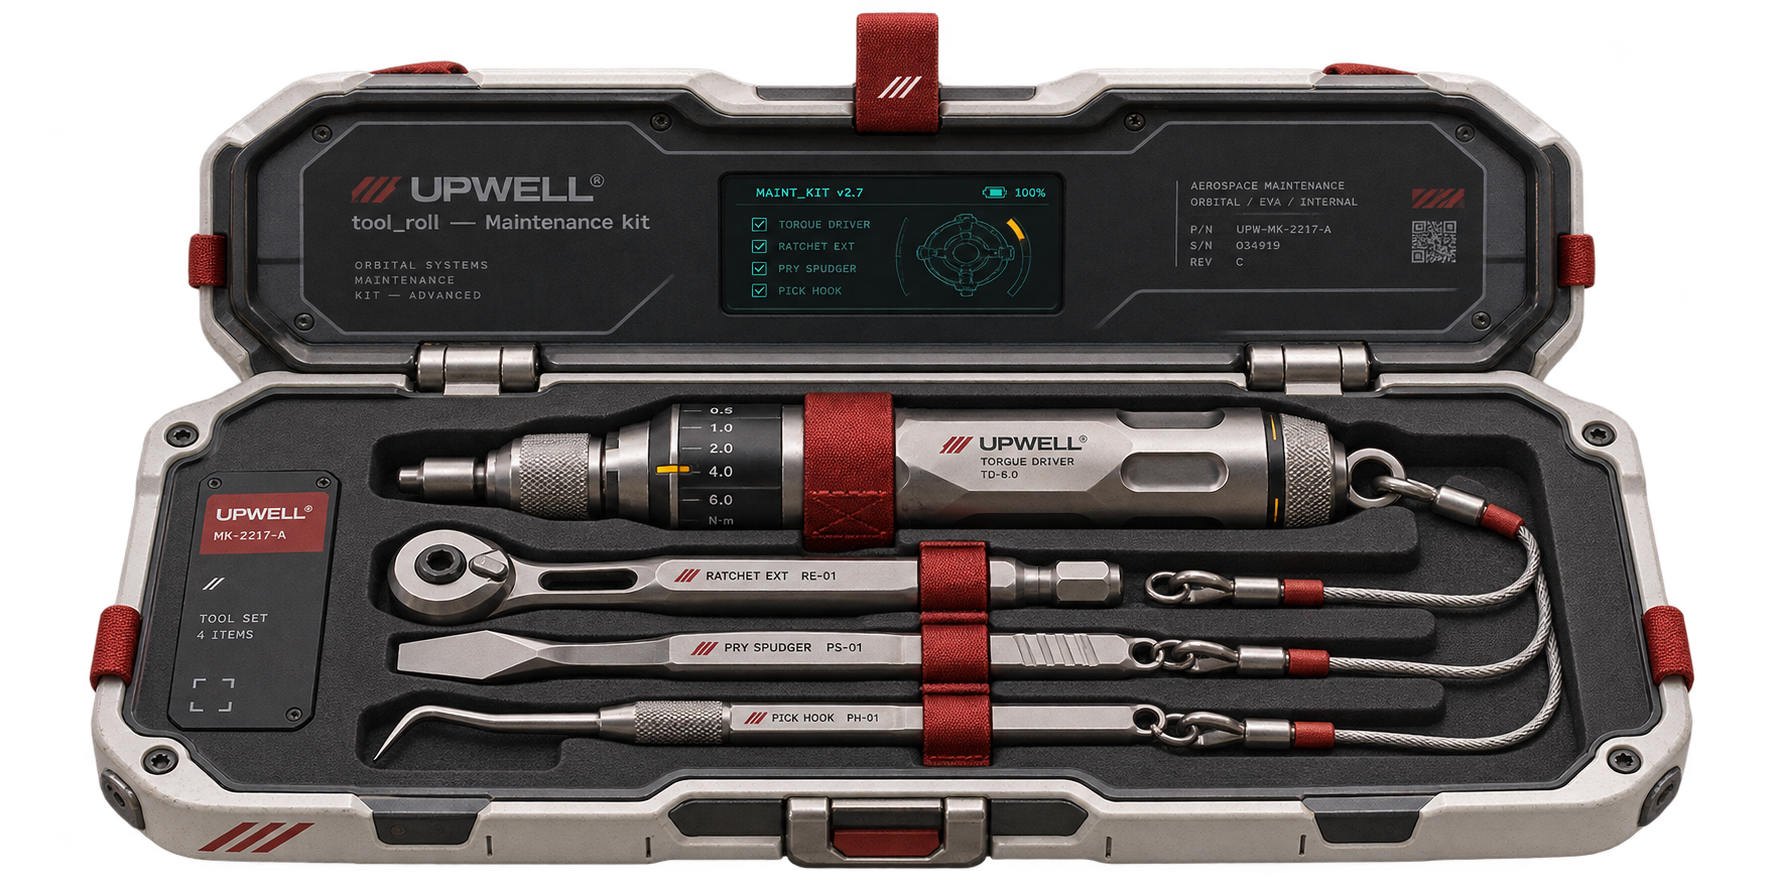 UPWELL®
tool_roll — Maintenance kit
ORBITAL SYSTEMS
MAINTENANCE
KIT — ADVANCED
MAINT_KIT v2.7
100%
TORQUE DRIVER
RATCHET EXT
PRY SPUDGER
PICK HOOK
AEROSPACE MAINTENANCE
ORBITAL / EVA / INTERNAL
P/N UPW-MK-2217-A
S/N 034919
REV C
0.5
1.0
2.0
4.0
6.0
N-m
UPWELL®
TORQUE DRIVER
TD-6.0
UPWELL®
MK-2217-A
TOOL SET
4 ITEMS
RATCHET EXT RE-01
PRY SPUDGER PS-01
PICK HOOK PH-01